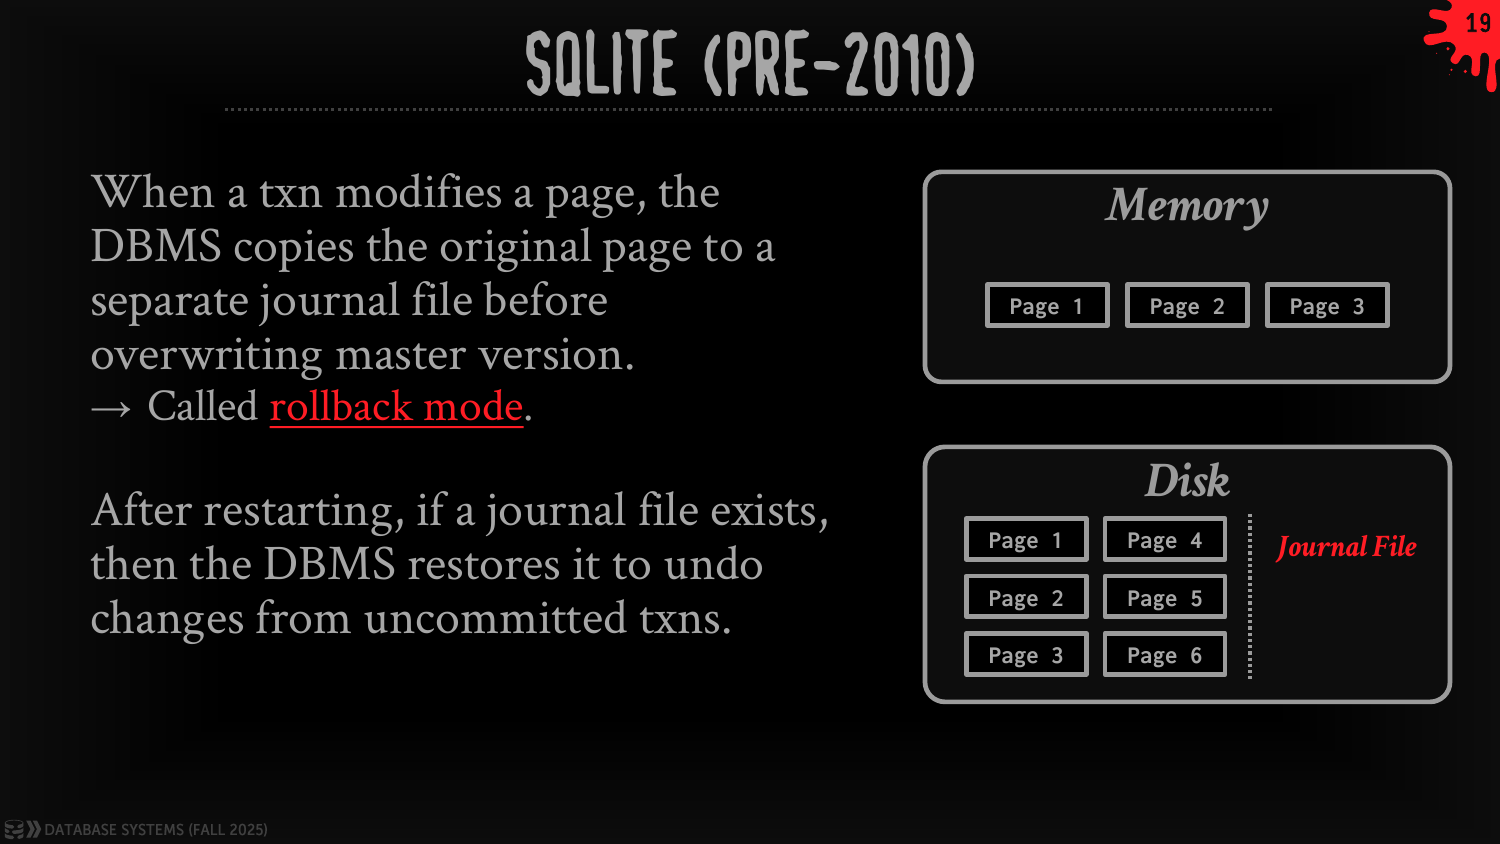 19
SQLITE (PRE-2010)
When a txn modifies a page, the
DBMS copies the original page to a
separate journal file before
overwriting master version.
→ Called rollback mode.
After restarting, if a journal file exists,
then the DBMS restores it to undo
changes from uncommitted txns.
Memory
Page 1 Page 2 Page 3
Disk
Page 1 Page 4
Page 2 Page 5
Page 3 Page 6
Journal File
DATABASE SYSTEMS (FALL 2025)